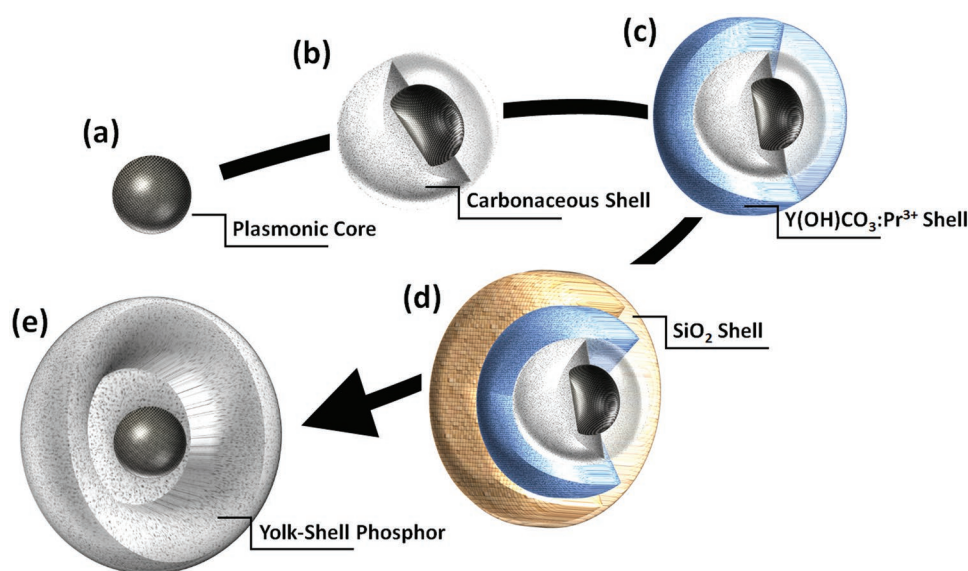 (a)
Plasmonic Core
(b)
Carbonaceous Shell
(c)
Y(OH)CO₃:Pr³⁺ Shell
(d)
SiO₂ Shell
(e)
Yolk-Shell Phosphor